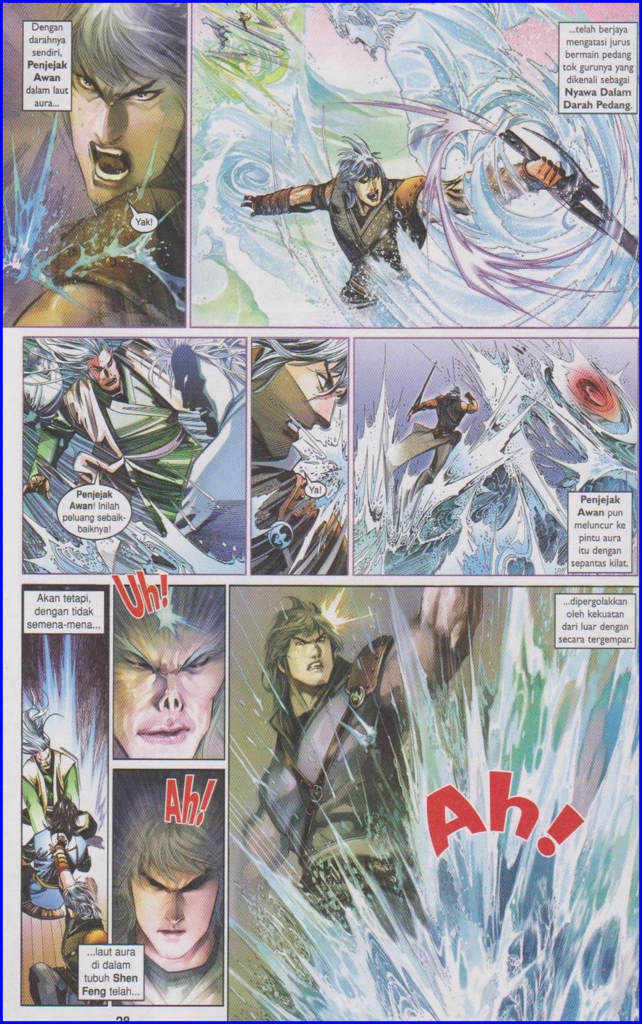 Dengan
darahnya
sendiri,
Penjejak
Awan
dalam laut
aura...
Yak!
...telah berjaya
mengatasi jurus
bermain pedang
tok gurunya yang
dikenali sebagai
Nyawa Dalam
Darah Pedang.
Penjejak
Awan! Inilah
peluang sebaik-
baiknya!
Ya!
Penjejak
Awan pun
meluncur ke
pintu aura
itu dengan
sepantas kilat.
Akan tetapi,
dengan tidak
semena-mena...
Uh!
Ah!
...laut aura
di dalam
tubuh Shen
Feng telah...
...dipergolakkan
oleh kekuatan
dari luar dengan
secara tergempar.
Ah!
28